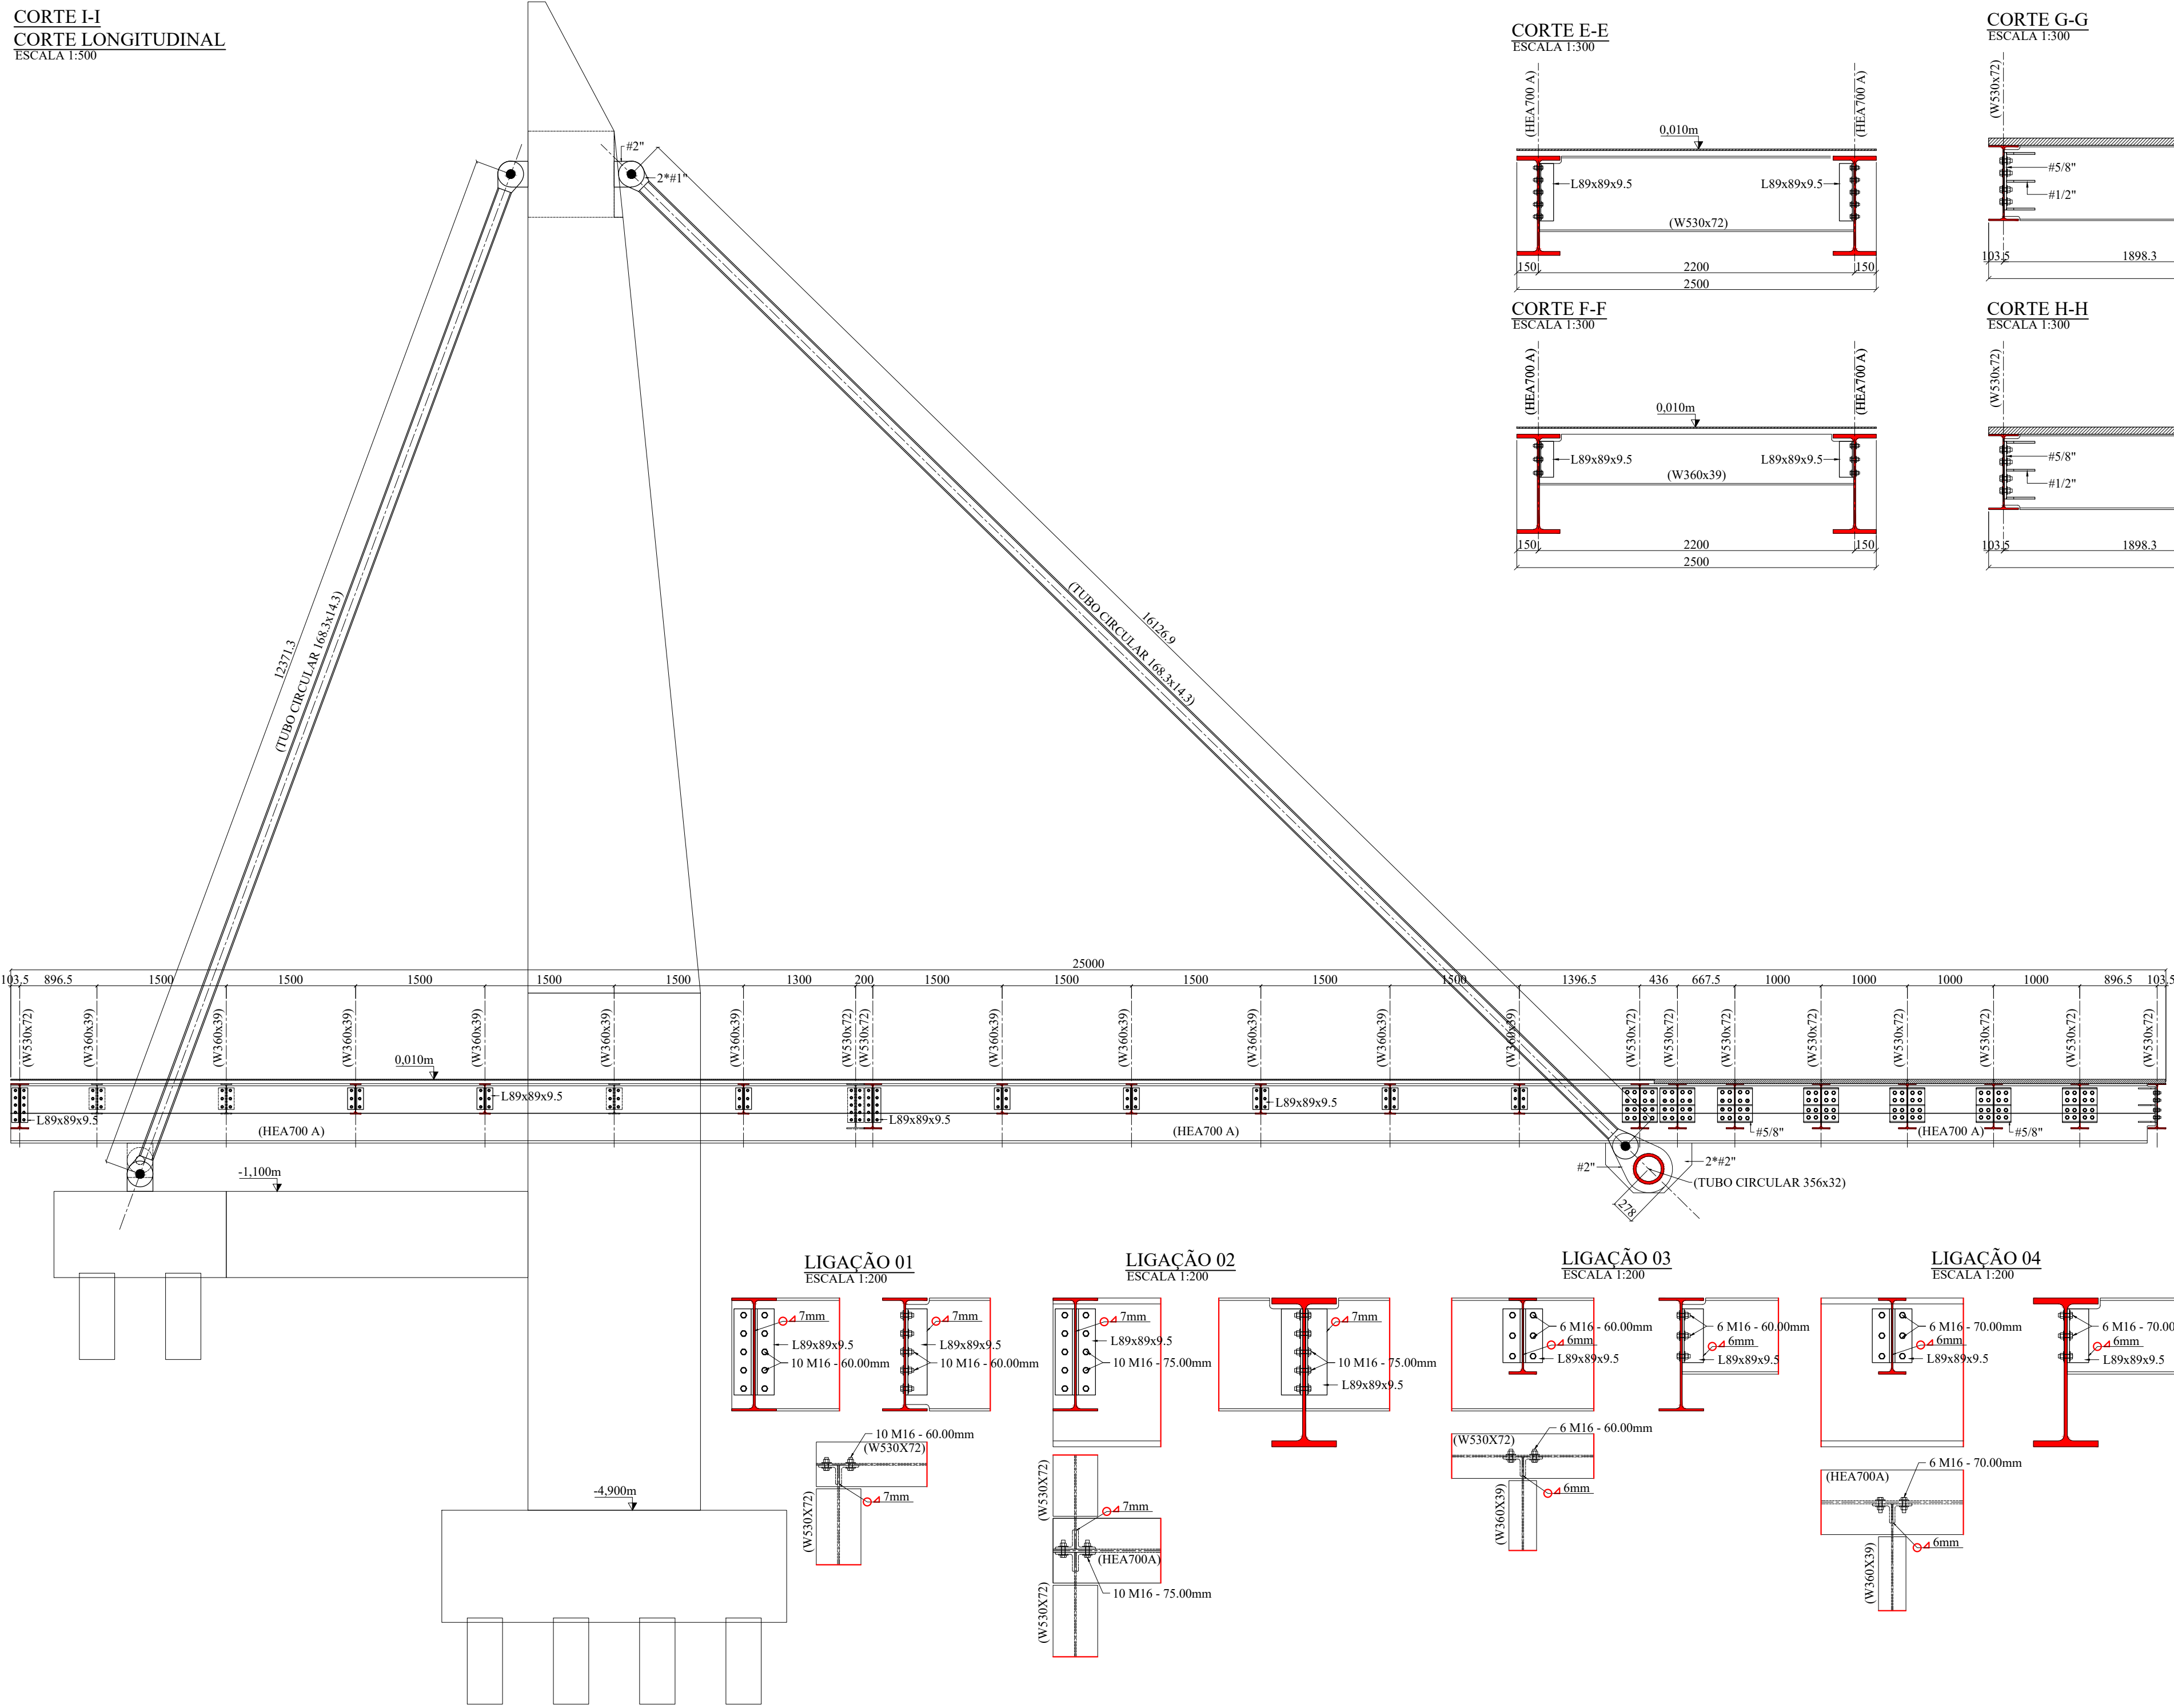 CORTE I-I
CORTE LONGITUDINAL
ESCALA 1:500
#2"
2*#1"
12371.3
(TUBO CIRCULAR 168.3x14.3)
16126.9
(TUBO CIRCULAR 168.3x14.3)
CORTE E-E
ESCALA 1:300
(HEA700 A)
(HEA700 A)
0,010m
L89x89x9.5
L89x89x9.5
(W530x72)
150
2200
150
2500
CORTE G-G
ESCALA 1:300
(W530x72)
#5/8"
#1/2"
103.5
1898.3
CORTE F-F
ESCALA 1:300
(HEA700 A)
(HEA700 A)
0,010m
L89x89x9.5
L89x89x9.5
(W360x39)
150
2200
150
2500
CORTE H-H
ESCALA 1:300
(W530x72)
#5/8"
#1/2"
103.5
1898.3
25000
103.5 896.5 1500 1500 1500 1500 1500 1300 200 1500 1500 1500 1500 1500 1396.5 436 667.5 1000 1000 1000 1000 896.5 103.5
(W530x72) (W360x39) (W360x39) (W360x39) (W360x39) (W360x39) (W360x39) (W530x72) (W530x72) (W360x39) (W360x39) (W360x39) (W360x39) (W360x39) (W530x72) (W530x72) (W530x72) (W530x72) (W530x72) (W530x72) (W530x72) (W530x72)
0,010m
L89x89x9.5
L89x89x9.5
L89x89x9.5
L89x89x9.5
(HEA700 A)
(HEA700 A)
#5/8"
(HEA700 A)
#5/8"
-1,100m
#2"
2*#2"
(TUBO CIRCULAR 356x32)
278
-4,900m
LIGAÇÃO 01
ESCALA 1:200
7mm
L89x89x9.5
10 M16 - 60.00mm
7mm
L89x89x9.5
10 M16 - 60.00mm
10 M16 - 60.00mm
(W530X72)
7mm
(W530X72)
LIGAÇÃO 02
ESCALA 1:200
7mm
L89x89x9.5
10 M16 - 75.00mm
7mm
10 M16 - 75.00mm
L89x89x9.5
(W530X72)
7mm
(HEA700A)
10 M16 - 75.00mm
(W530X72)
LIGAÇÃO 03
ESCALA 1:200
6 M16 - 60.00mm
6mm
L89x89x9.5
6 M16 - 60.00mm
6mm
L89x89x9.5
6 M16 - 60.00mm
(W530X72)
6mm
(W360X39)
LIGAÇÃO 04
ESCALA 1:200
6 M16 - 70.00mm
6mm
L89x89x9.5
6 M16 - 70.00
6mm
L89x89x9.5
6 M16 - 70.00mm
(HEA700A)
6mm
(W360X39)